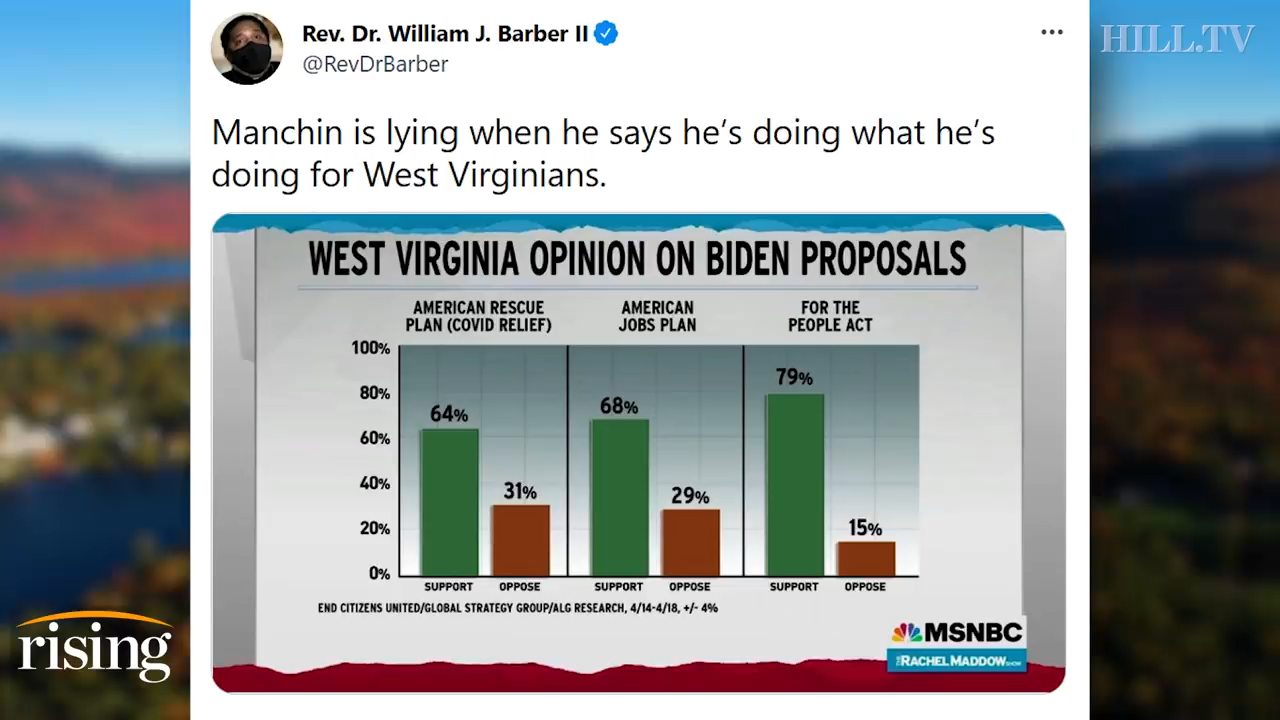 Rev. Dr. William J. Barber II
@RevDrBarber
HILL.TV
Manchin is lying when he says he's doing what he's
doing for West Virginians.
WEST VIRGINIA OPINION ON BIDEN PROPOSALS
AMERICAN RESCUE
PLAN (COVID RELIEF)
AMERICAN
JOBS PLAN
FOR THE
PEOPLE ACT
100%
80%
60%
40%
20%
0%
64%
31%
68%
29%
79%
15%
SUPPORT
OPPOSE
SUPPORT
OPPOSE
SUPPORT
OPPOSE
END CITIZENS UNITED/GLOBAL STRATEGY GROUP/ALG RESEARCH, 4/14-4/18, +/- 4%
MSNBC
THE RACHEL MADDOW SHOW
rising